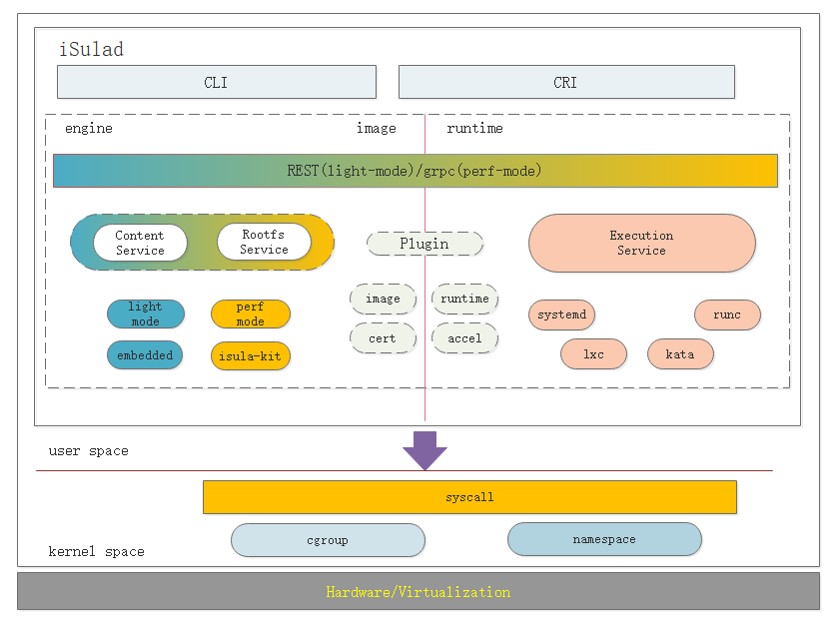 iSulad
CLI
CRI
engine
image
runtime
REST(light-mode)/grpc(perf-mode)
Content
Service
Rootfs
Service
Plugin
Execution
Service
light
mode
perf
mode
image
runtime
systemd
runc
embedded
isula-kit
cert
accel
lxc
kata
user space
syscall
cgroup
namespace
kernel space
Hardware/Virtualization